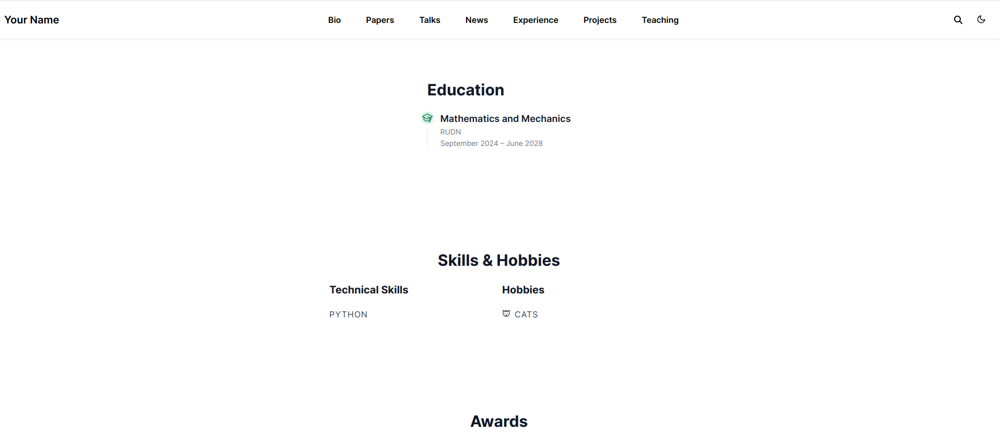 Your Name Bio Papers Talks News Experience Projects Teaching
Education
Mathematics and Mechanics
RUDN
September 2024 – June 2028
Skills & Hobbies
Technical Skills Hobbies
PYTHON CATS
Awards